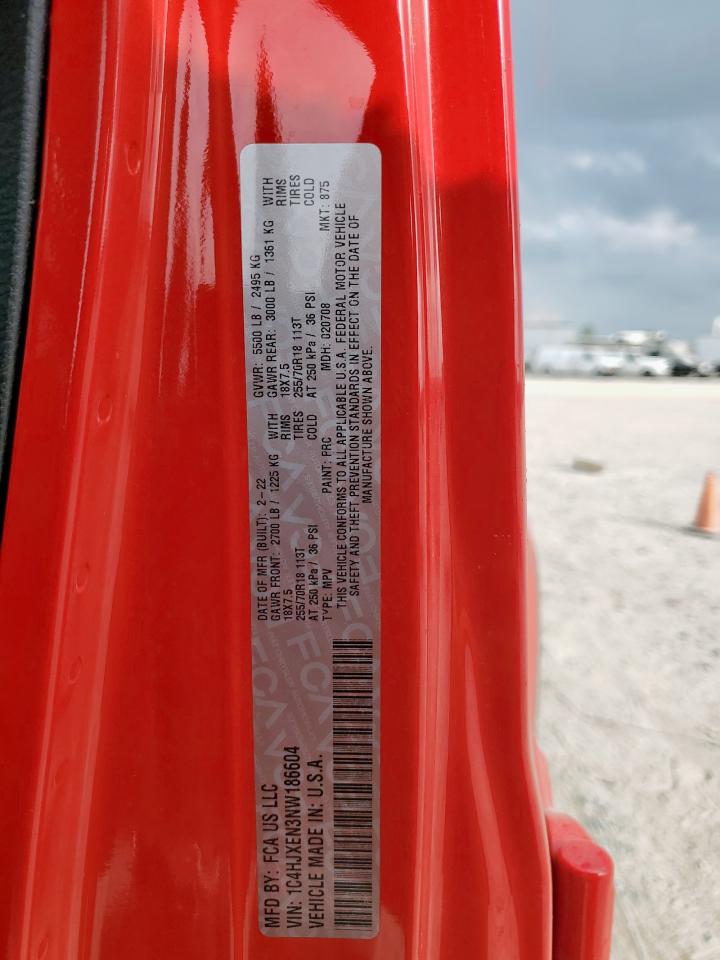 MFD BY: FCA US LLC
VIN: 1C4HJXEN3NW186604
VEHICLE MADE IN: U.S.A.
DATE OF MFR (BUILT): 2-22 GVWR: 5500 LB / 2495 KG
GAWR FRONT: 2700 LB / 1225 KG WITH GAWR REAR: 3000 LB / 1361 KG WITH
18X7.5 RIMS 18X7.5 RIMS
255/70R18 113T TIRES 255/70R18 113T TIRES
AT 250 kPa / 36 PSI COLD AT 250 kPa / 36 PSI COLD
TYPE: MPV PAINT: PRC MDH: 020708 MKT: 875
THIS VEHICLE CONFORMS TO ALL APPLICABLE U.S.A. FEDERAL MOTOR VEHICLE
SAFETY AND THEFT PREVENTION STANDARDS IN EFFECT ON THE DATE OF
MANUFACTURE SHOWN ABOVE.